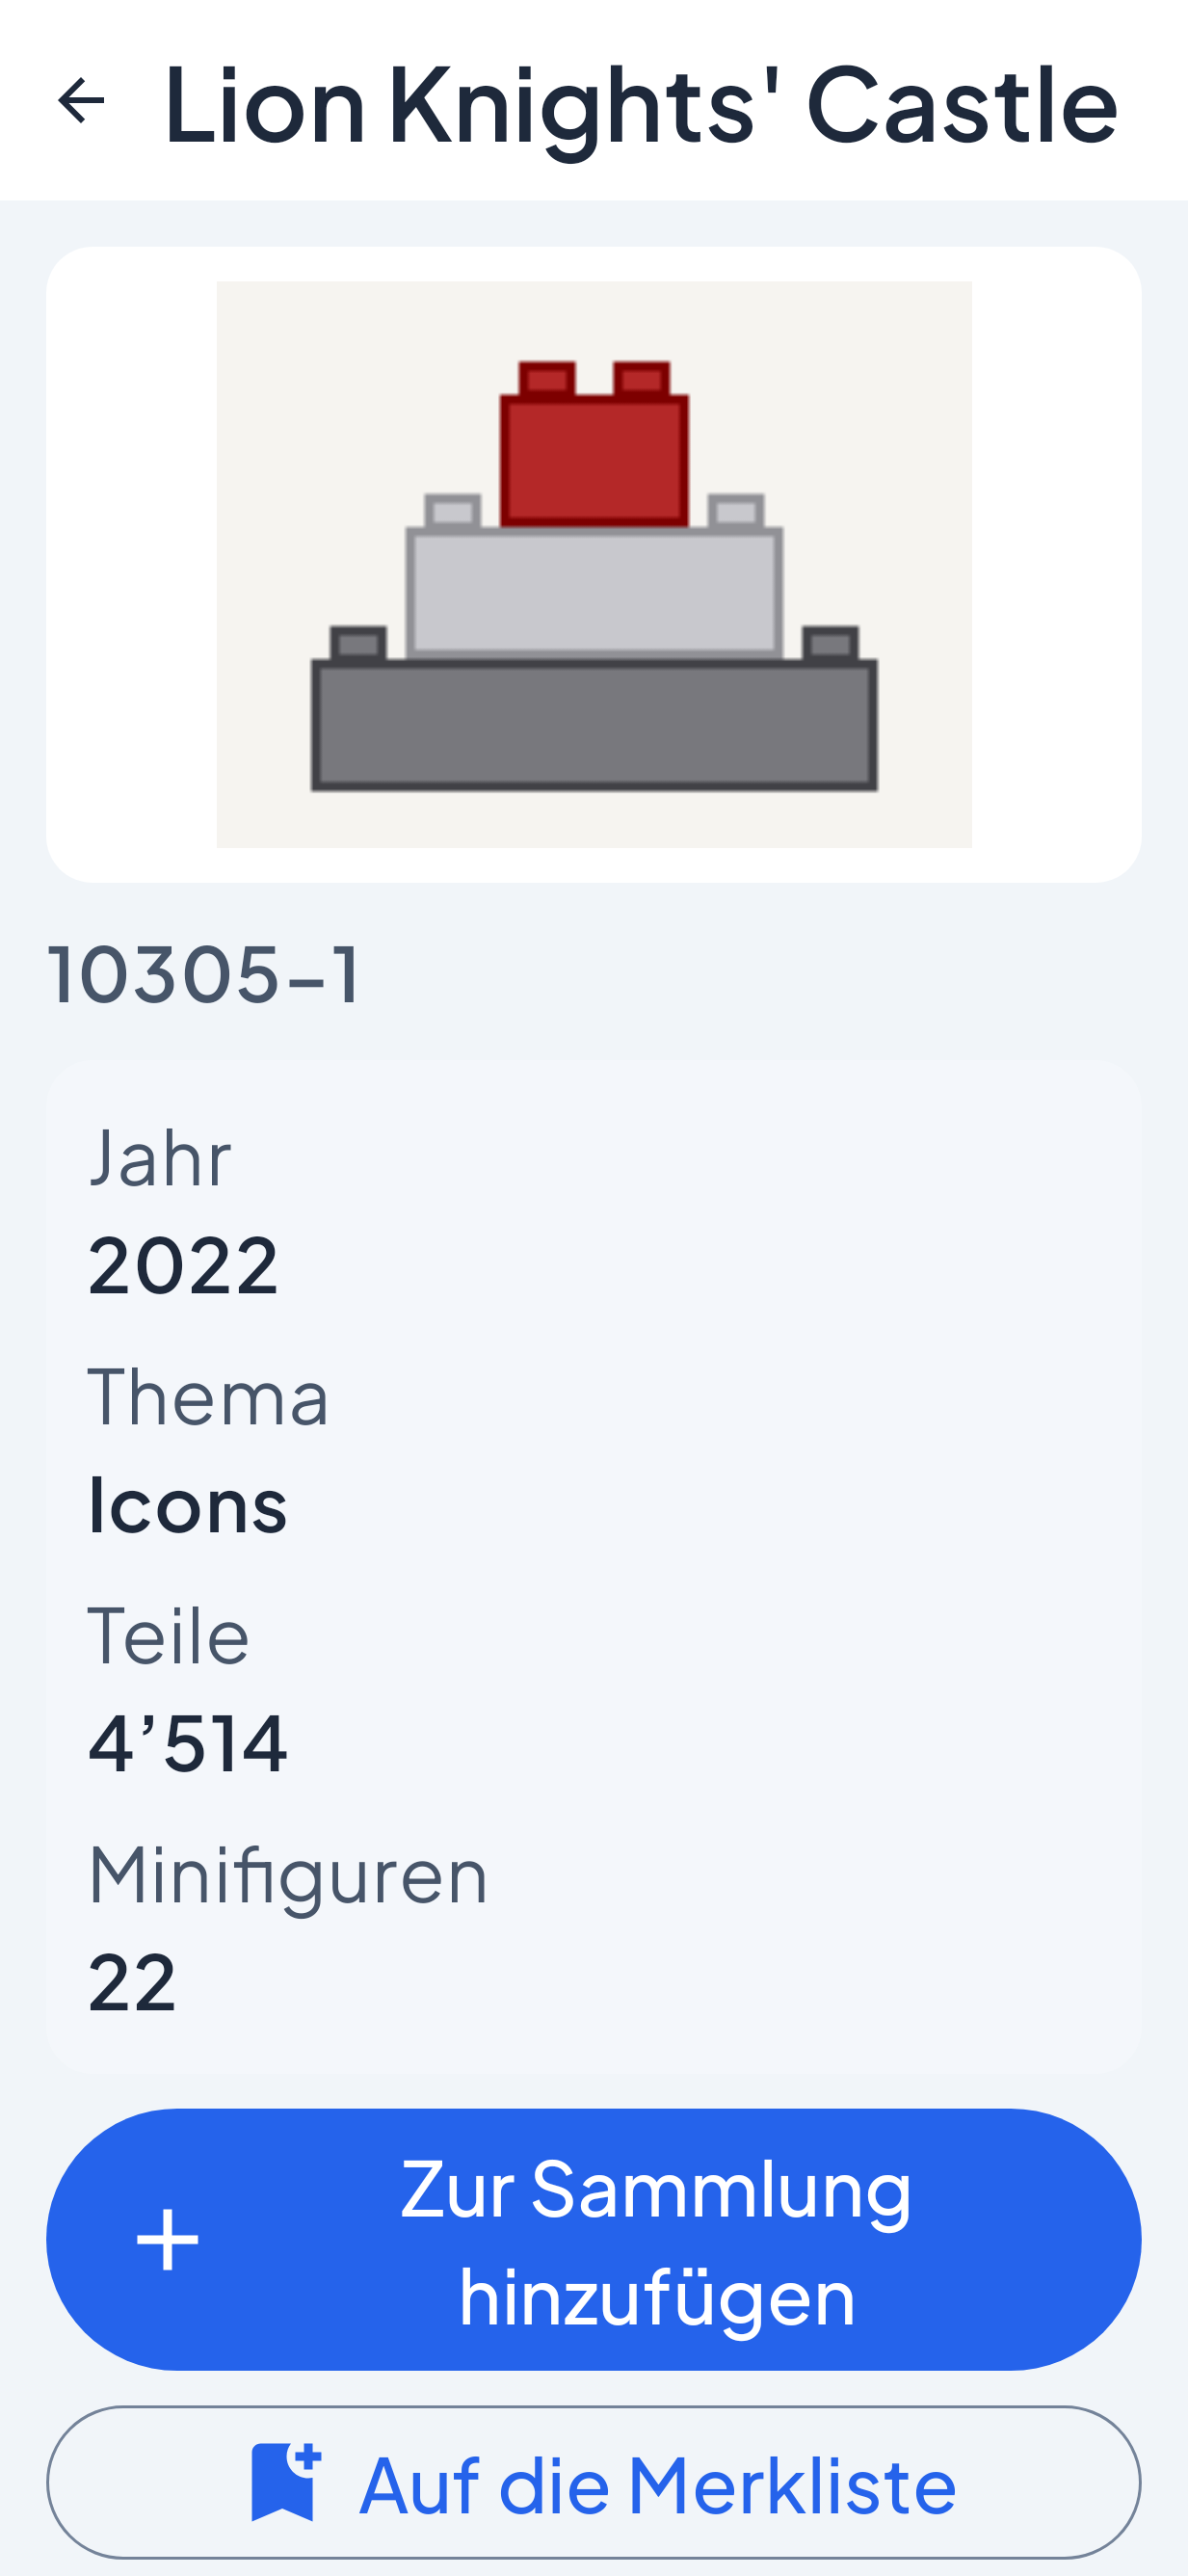 Lion Knights' Castle
10305-1
Jahr
2022
Thema
Icons
Teile
4’514
Minifiguren
22
Zur Sammlung
hinzufügen
Auf die Merkliste